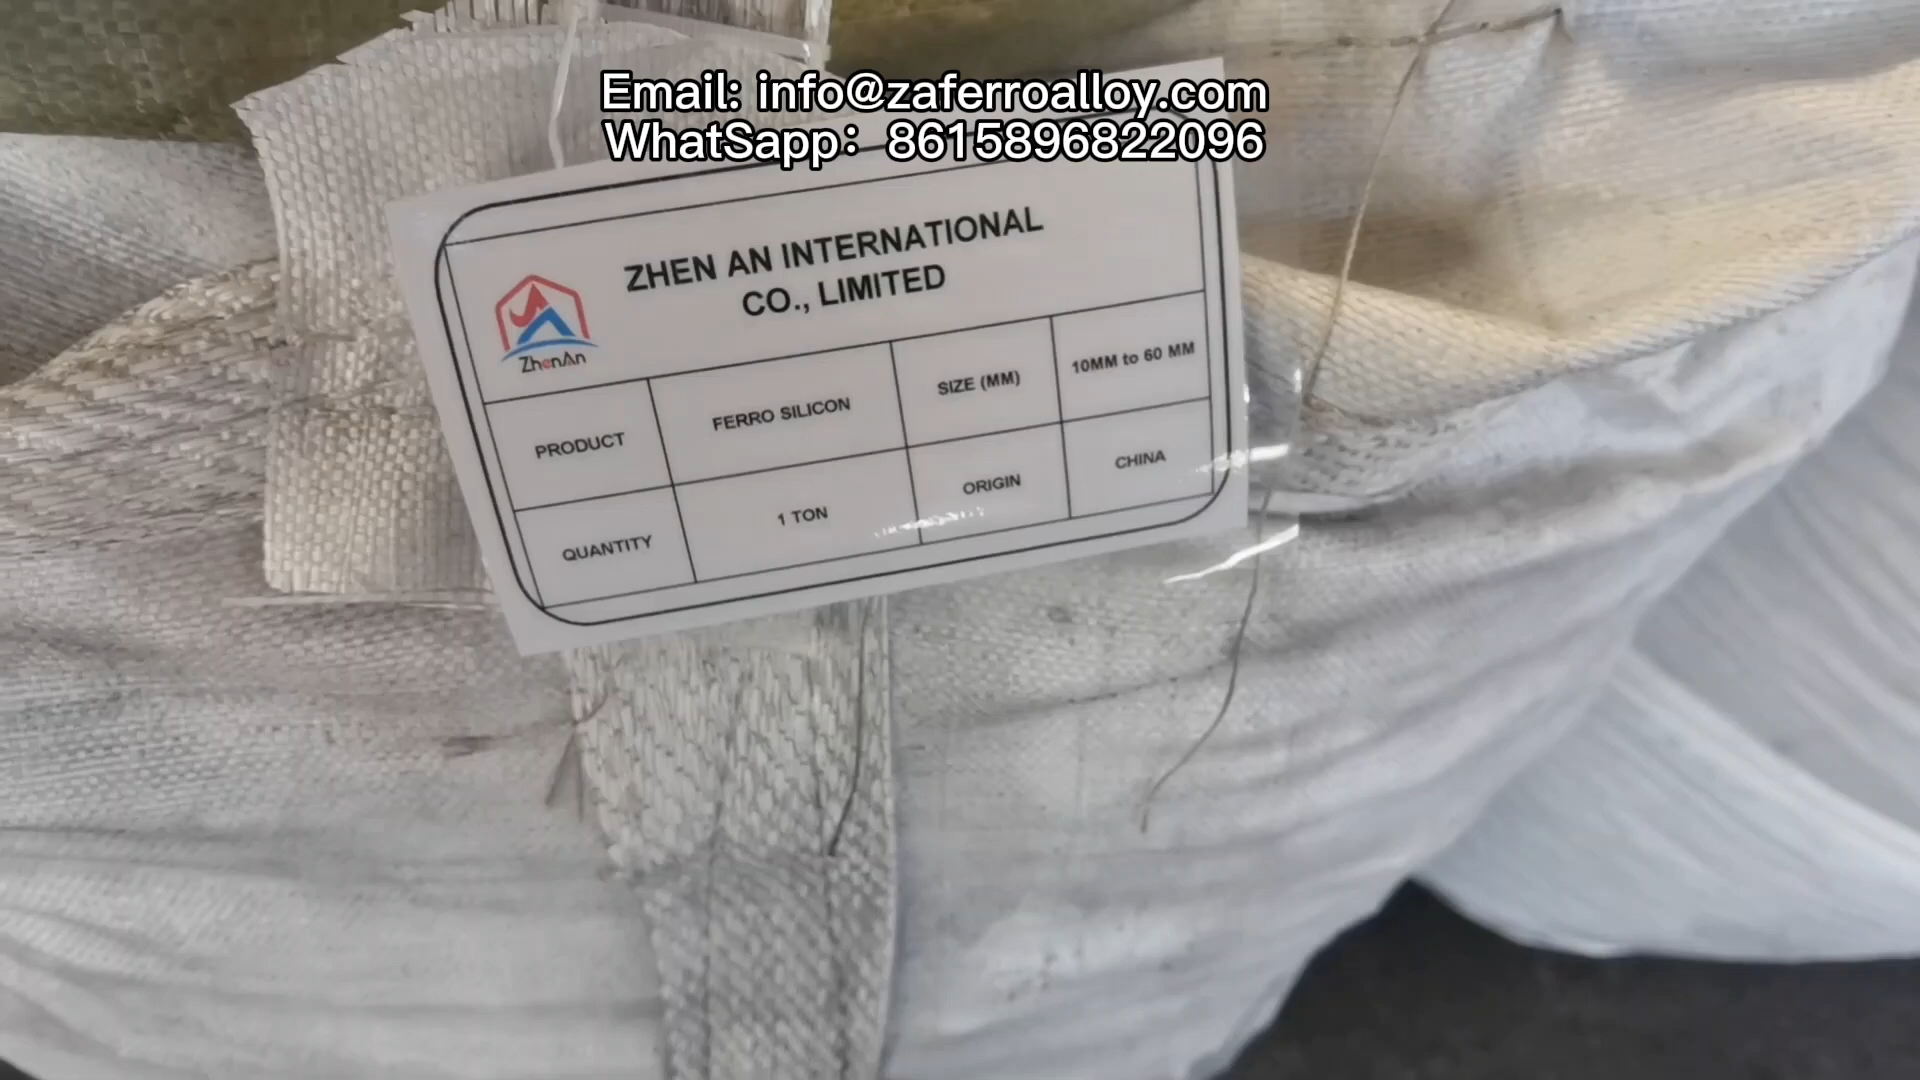 Email: info@zaferroalloy.com
WhatSapp：8615896822096
ZHEN AN INTERNATIONAL
CO., LIMITED
ZhenAn
PRODUCT
FERRO SILICON
SIZE (MM)
10MM to 60 MM
QUANTITY
1 TON
ORIGIN
CHINA